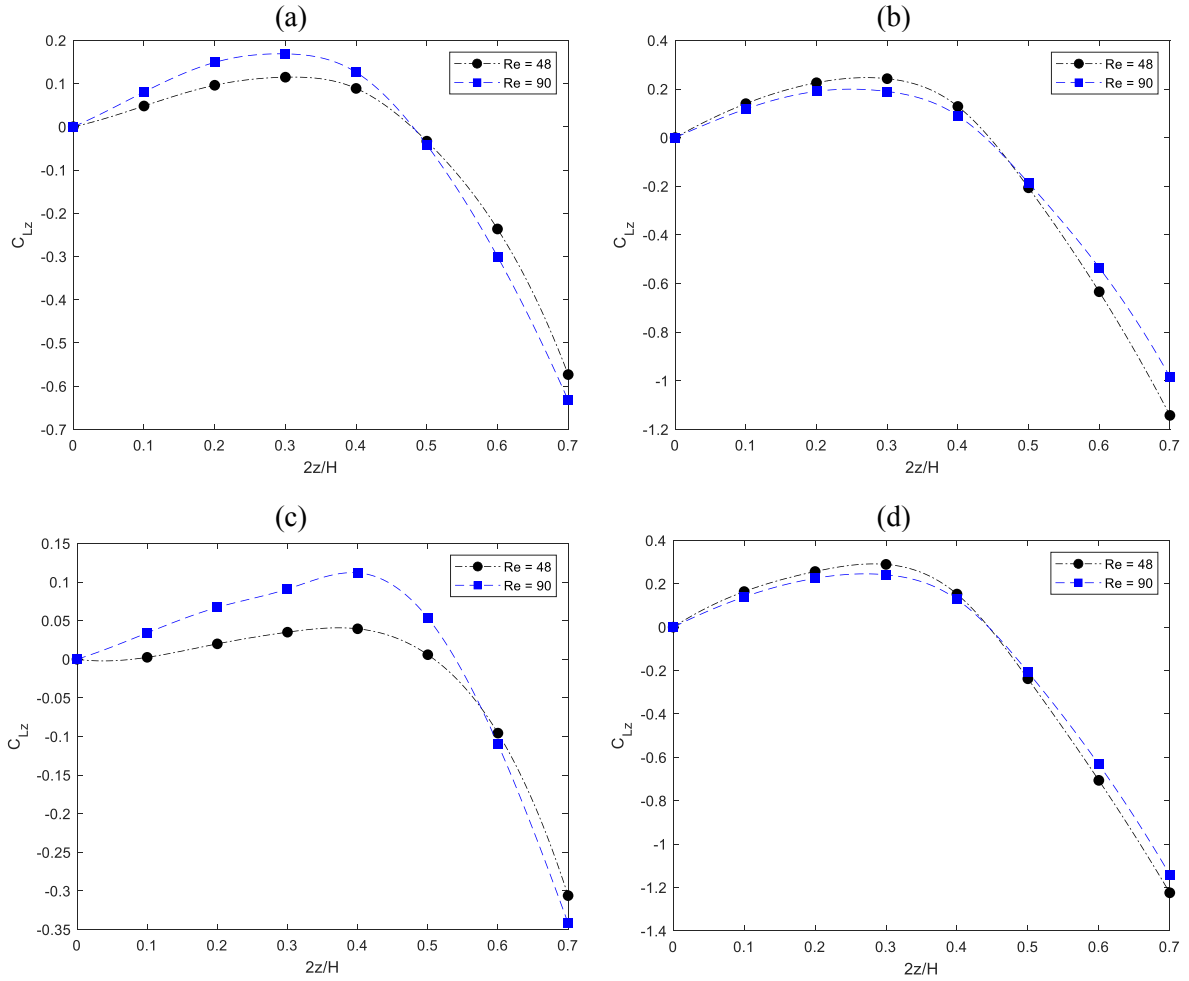 (a)
0.2
0.1
0
-0.1
-0.2
-0.3
-0.4
-0.5
-0.6
-0.7
C_Lz
0 0.1 0.2 0.3 0.4 0.5 0.6 0.7
2z/H
Re = 48
Re = 90
(b)
0.4
0.2
0
-0.2
-0.4
-0.6
-0.8
-1
-1.2
C_Lz
0 0.1 0.2 0.3 0.4 0.5 0.6 0.7
2z/H
Re = 48
Re = 90
(c)
0.15
0.1
0.05
0
-0.05
-0.1
-0.15
-0.2
-0.25
-0.3
-0.35
C_Lz
0 0.1 0.2 0.3 0.4 0.5 0.6 0.7
2z/H
Re = 48
Re = 90
(d)
0.4
0.2
0
-0.2
-0.4
-0.6
-0.8
-1
-1.2
-1.4
C_Lz
0 0.1 0.2 0.3 0.4 0.5 0.6 0.7
2z/H
Re = 48
Re = 90